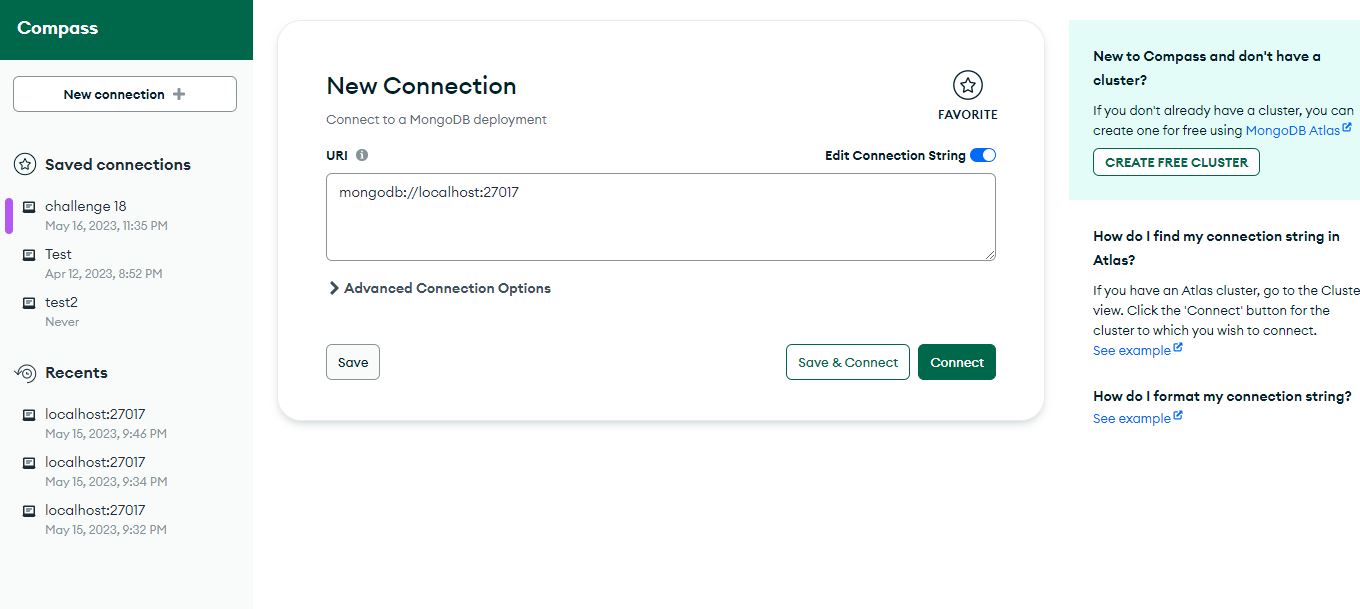 Compass
New connection
Saved connections
challenge 18
May 16, 2023, 11:35 PM
Test
Apr 12, 2023, 8:52 PM
test2
Never
Recents
localhost:27017
May 15, 2023, 9:46 PM
localhost:27017
May 15, 2023, 9:34 PM
localhost:27017
May 15, 2023, 9:32 PM
New Connection
Connect to a MongoDB deployment
FAVORITE
URI
Edit Connection String
mongodb://localhost:27017
Advanced Connection Options
Save
Save & Connect
Connect
New to Compass and don't have a
cluster?
If you don't already have a cluster, you can
create one for free using MongoDB Atlas
CREATE FREE CLUSTER
How do I find my connection string in
Atlas?
If you have an Atlas cluster, go to the Cluste
view. Click the 'Connect' button for the
cluster to which you wish to connect.
See example
How do I format my connection string?
See example